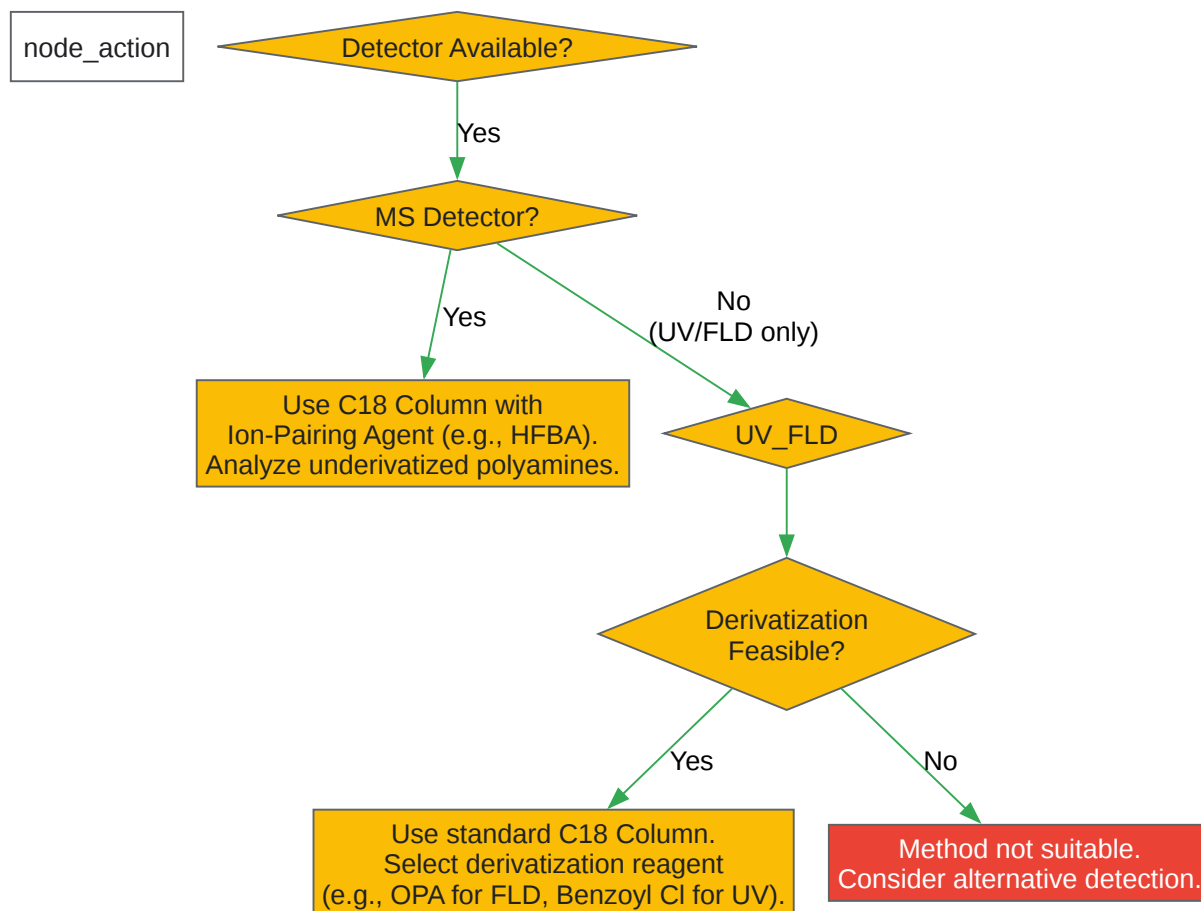 node_action
Detector Available?
Yes
MS Detector?
Yes
No
(UV/FLD only)
Use C18 Column with
Ion-Pairing Agent (e.g., HFBA).
Analyze underivatized polyamines.
UV_FLD
Derivatization
Feasible?
Yes
No
Use standard C18 Column.
Select derivatization reagent
(e.g., OPA for FLD, Benzoyl Cl for UV).
Method not suitable.
Consider alternative detection.